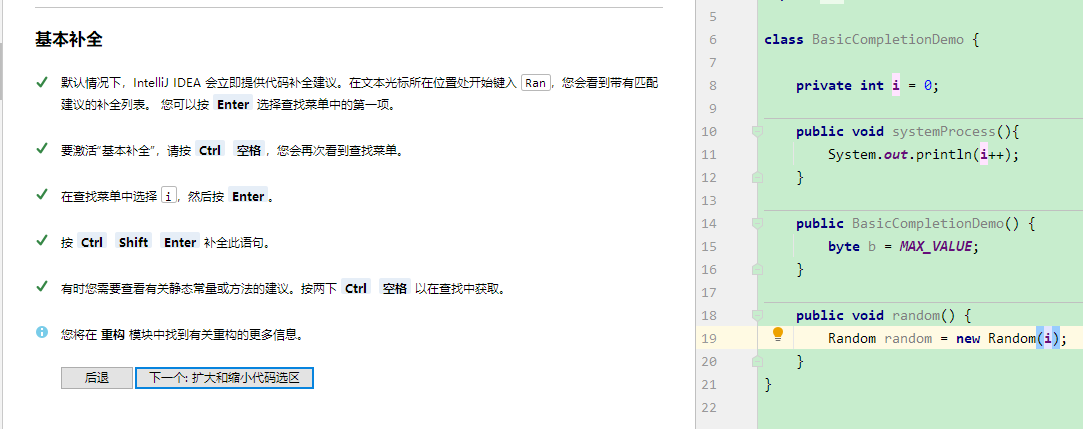 基本补全
默认情况下，IntelliJ IDEA 会立即提供代码补全建议。在文本光标所在位置处开始键入 Ran，您会看到带有匹配
建议的补全列表。 您可以按 Enter 选择查找菜单中的第一项。
要激活“基本补全”，请按 Ctrl 空格，您会再次看到查找菜单。
在查找菜单中选择 i，然后按 Enter。
按 Ctrl Shift Enter 补全此语句。
有时您需要查看有关静态常量或方法的建议。按两下 Ctrl 空格 以在查找中获取。
您将在 重构 模块中找到有关重构的更多信息。
后退 下一个: 扩大和缩小代码选区
5
6 class BasicCompletionDemo {
7
8 private int i = 0;
9
10 public void systemProcess(){
11 System.out.println(i++);
12 }
13
14 public BasicCompletionDemo() {
15 byte b = MAX_VALUE;
16 }
17
18 public void random() {
19 Random random = new Random(i);
20 }
21 }
22